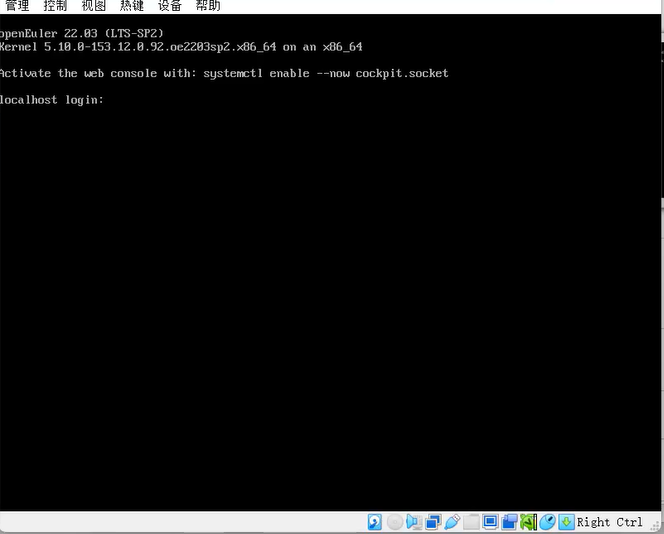 管理 控制 视图 热键 设备 帮助
openEuler 22.03 (LTS-SP2)
Kernel 5.10.0-153.12.0.92.oe2203sp2.x86_64 on an x86_64
Activate the web console with: systemctl enable --now cockpit.socket
localhost login:
Right Ctrl